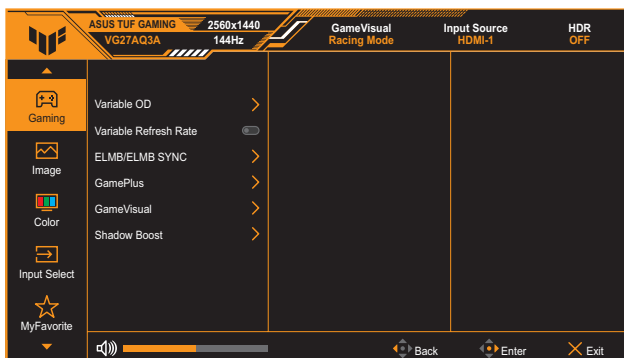 ASUS TUF GAMING 2560x1440
VG27AQ3A 144Hz
GameVisual
Racing Mode
Input Source
HDMI-1
HDR
OFF
Gaming
Image
Color
Input Select
MyFavorite
Variable OD
Variable Refresh Rate
ELMB/ELMB SYNC
GamePlus
GameVisual
Shadow Boost
Back
Enter
Exit